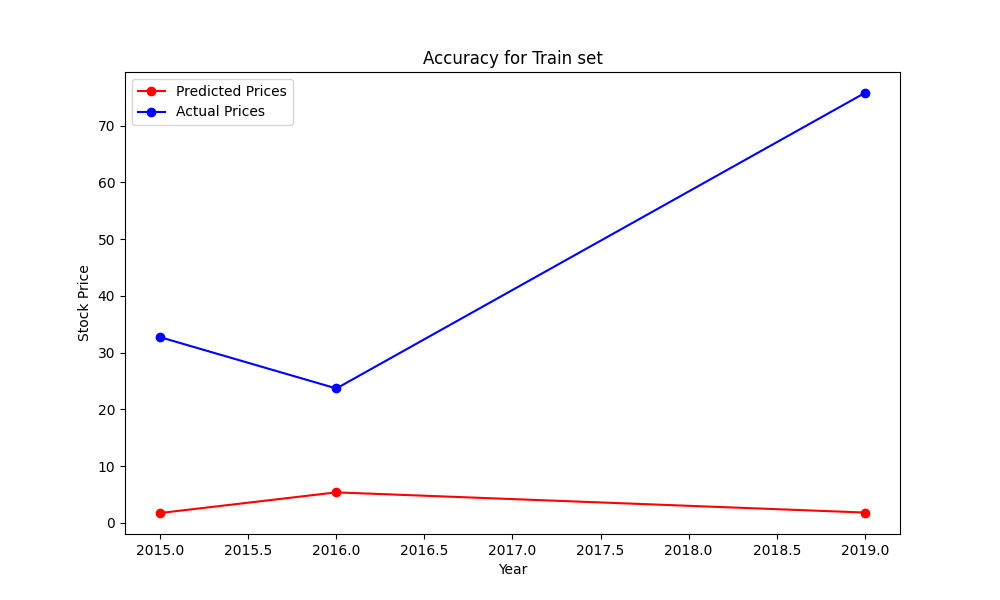 Accuracy for Train set
Predicted Prices
Actual Prices
70
60
50
40
30
20
10
0
Stock Price
2015.0 2015.5 2016.0 2016.5 2017.0 2017.5 2018.0 2018.5 2019.0
Year